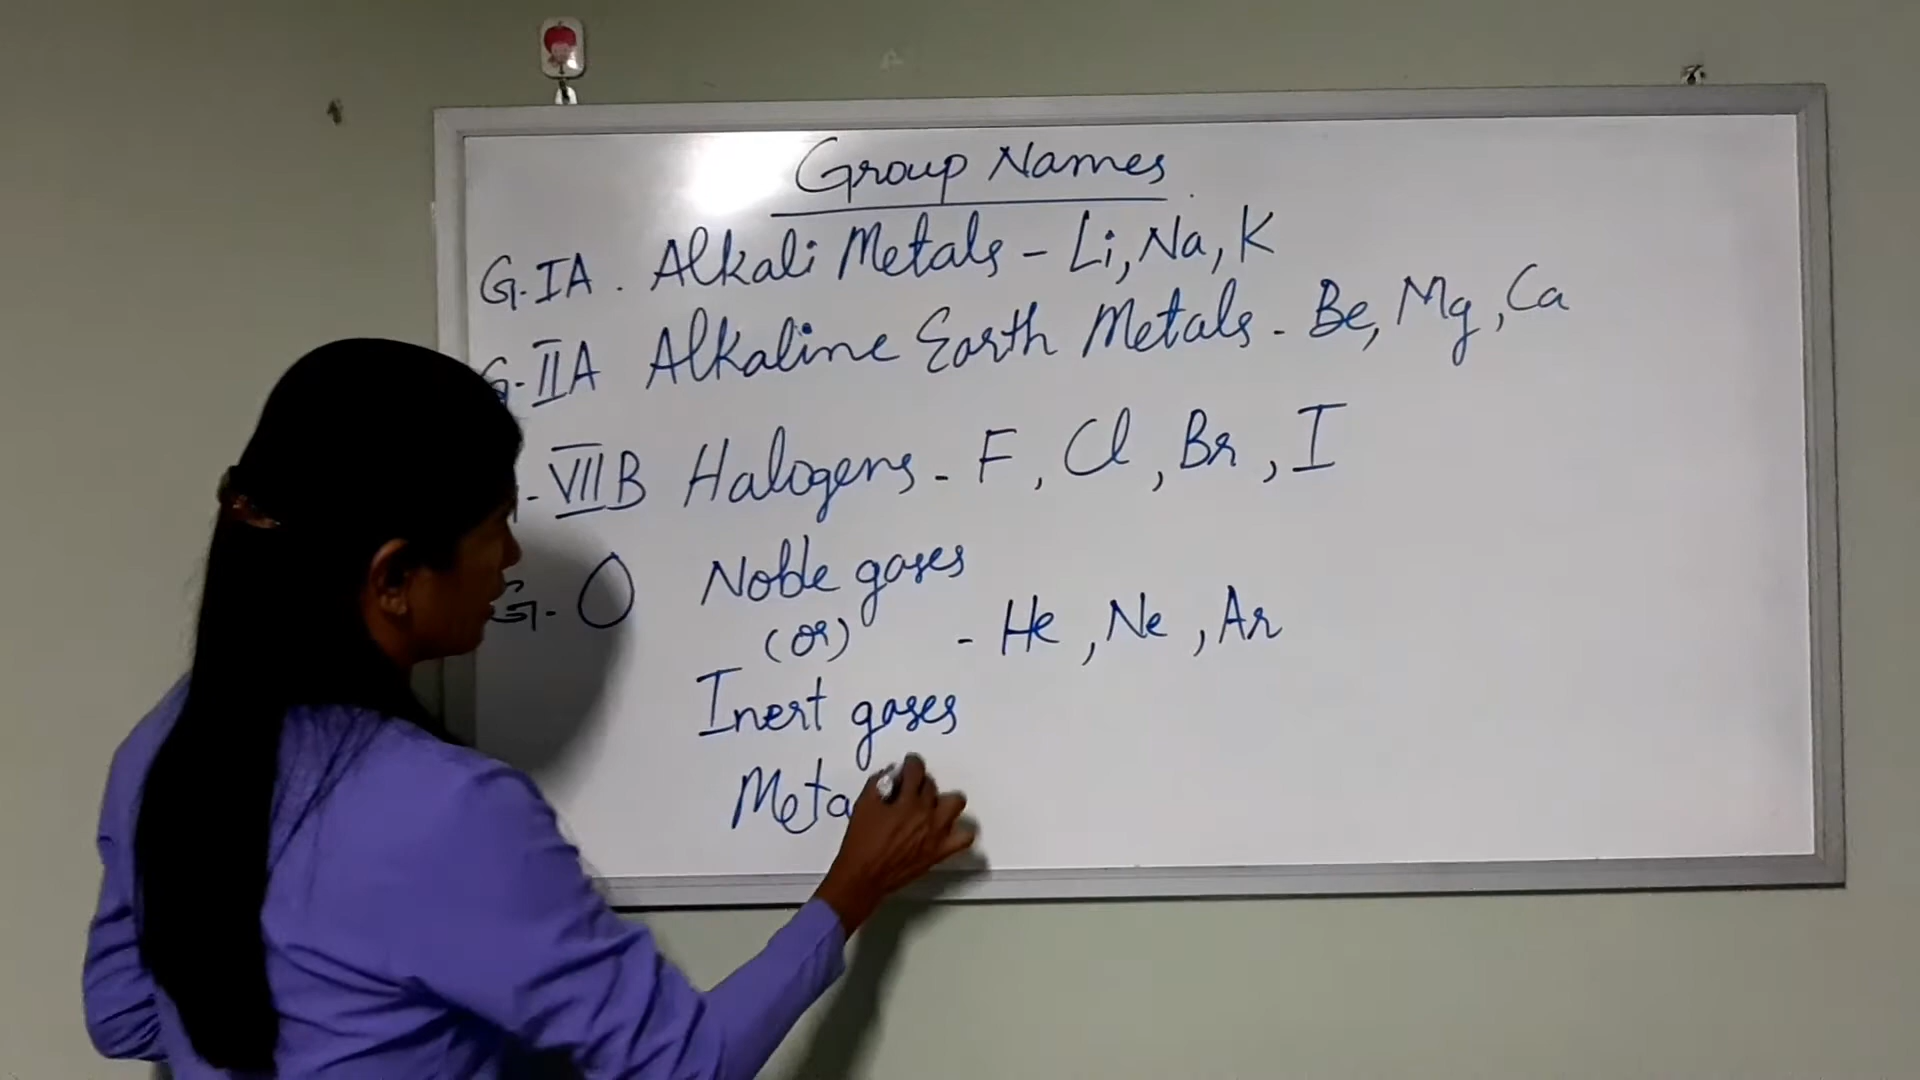 Group Names
G.IA. Alkali Metals - Li, Na, K
G-IIA Alkaline Earth Metals - Be, Mg, Ca
G-VIIB Halogens - F, Cl, Br, I
G-O Noble gases
(or) - He, Ne, Ar
Inert gases
Meta